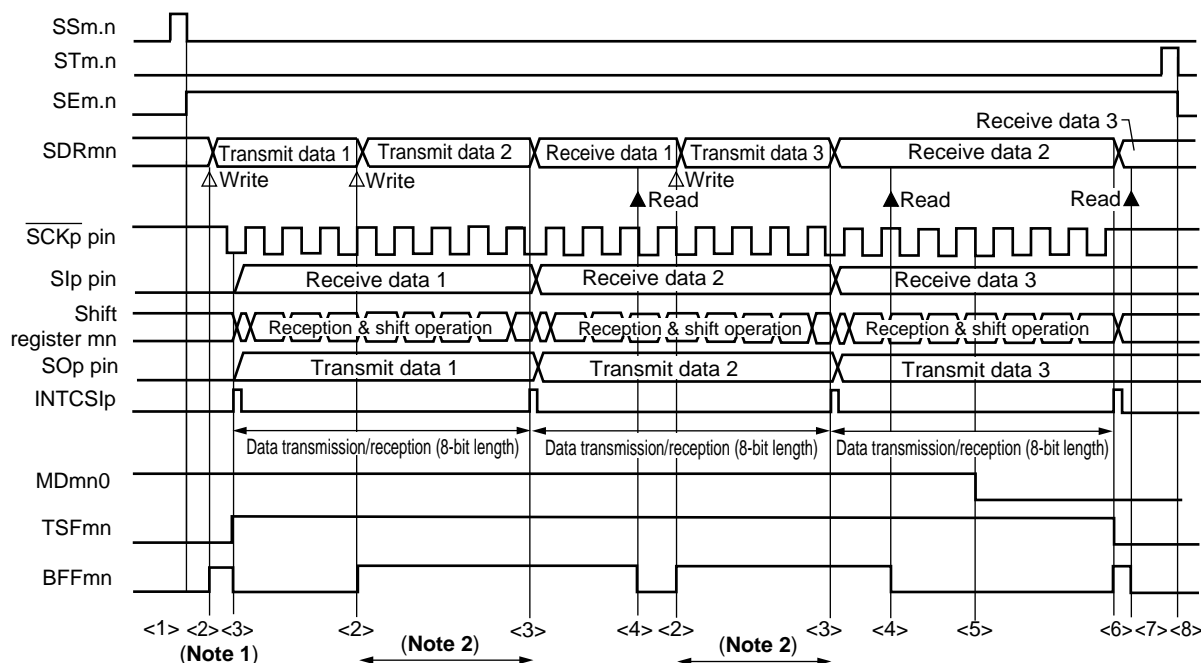 SSm.n
STm.n
SEm.n
Receive data 3
SDRmn
Transmit data 1 Transmit data 2 Receive data 1 Transmit data 3 Receive data 2
Write Write Write
Read Read Read
SCKp pin
SIp pin Receive data 1 Receive data 2 Receive data 3
Shift
register mn Reception & shift operation Reception & shift operation Reception & shift operation
SOp pin Transmit data 1 Transmit data 2 Transmit data 3
INTCSIp
Data transmission/reception (8-bit length) Data transmission/reception (8-bit length) Data transmission/reception (8-bit length)
MDmn0
TSFmn
BFFmn
<1> <2> <3> <2> <3> <4> <2> <3> <4> <5> <6> <7> <8>
(Note 1) (Note 2) (Note 2)